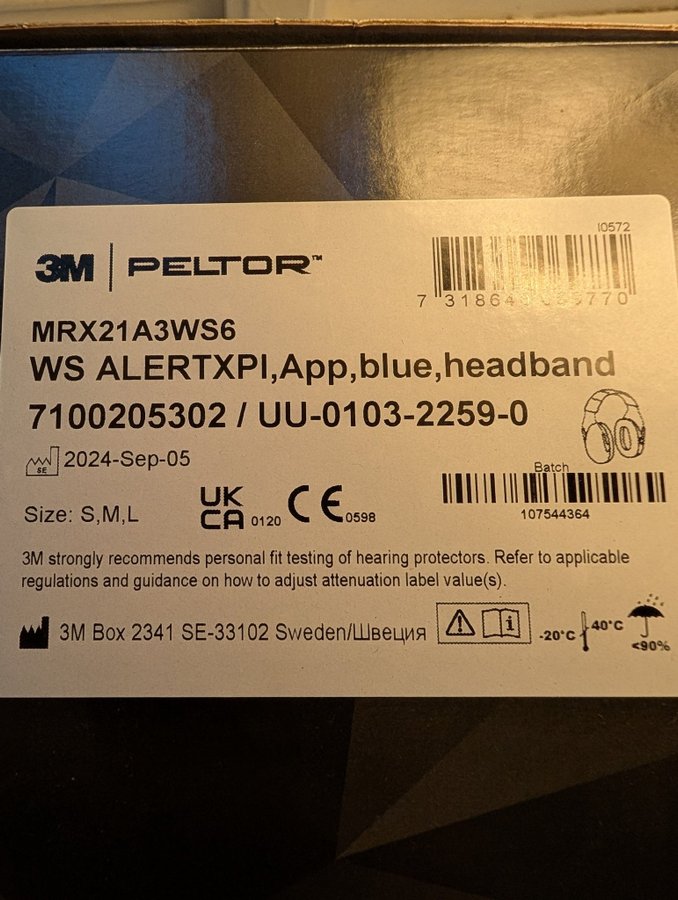 I0572
3M | PELTOR™
7 318640
MRX21A3WS6
WS ALERTXPI,App,blue,headband
7100205302 / UU-0103-2259-0
SE 2024-Sep-05
Batch
107544364
Size: S,M,L UK CA 0120 CE 0598
3M strongly recommends personal fit testing of hearing protectors. Refer to applicable
regulations and guidance on how to adjust attenuation label value(s).
3M Box 2341 SE-33102 Sweden/Швеция
i
-20°C 40°C
<90%